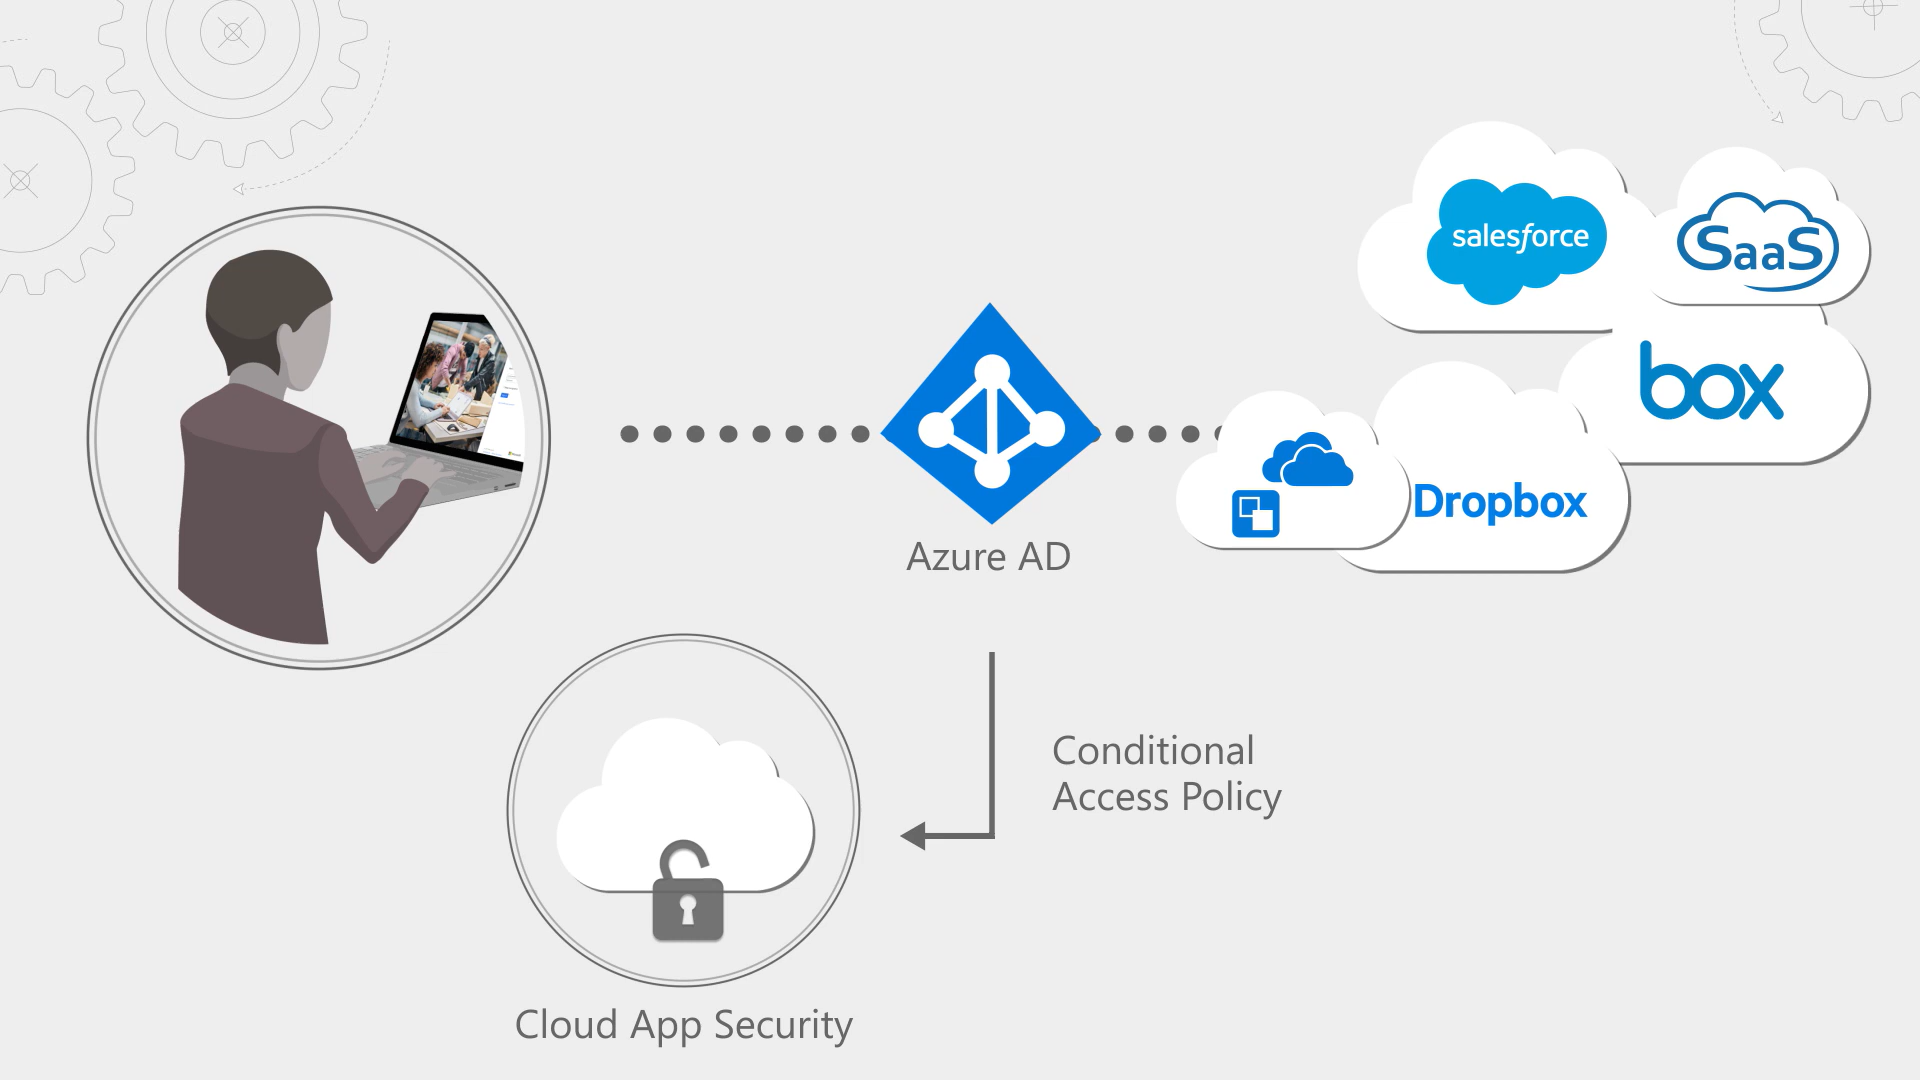 salesforce
SaaS
box
Dropbox
Azure AD
Conditional
Access Policy
Cloud App Security